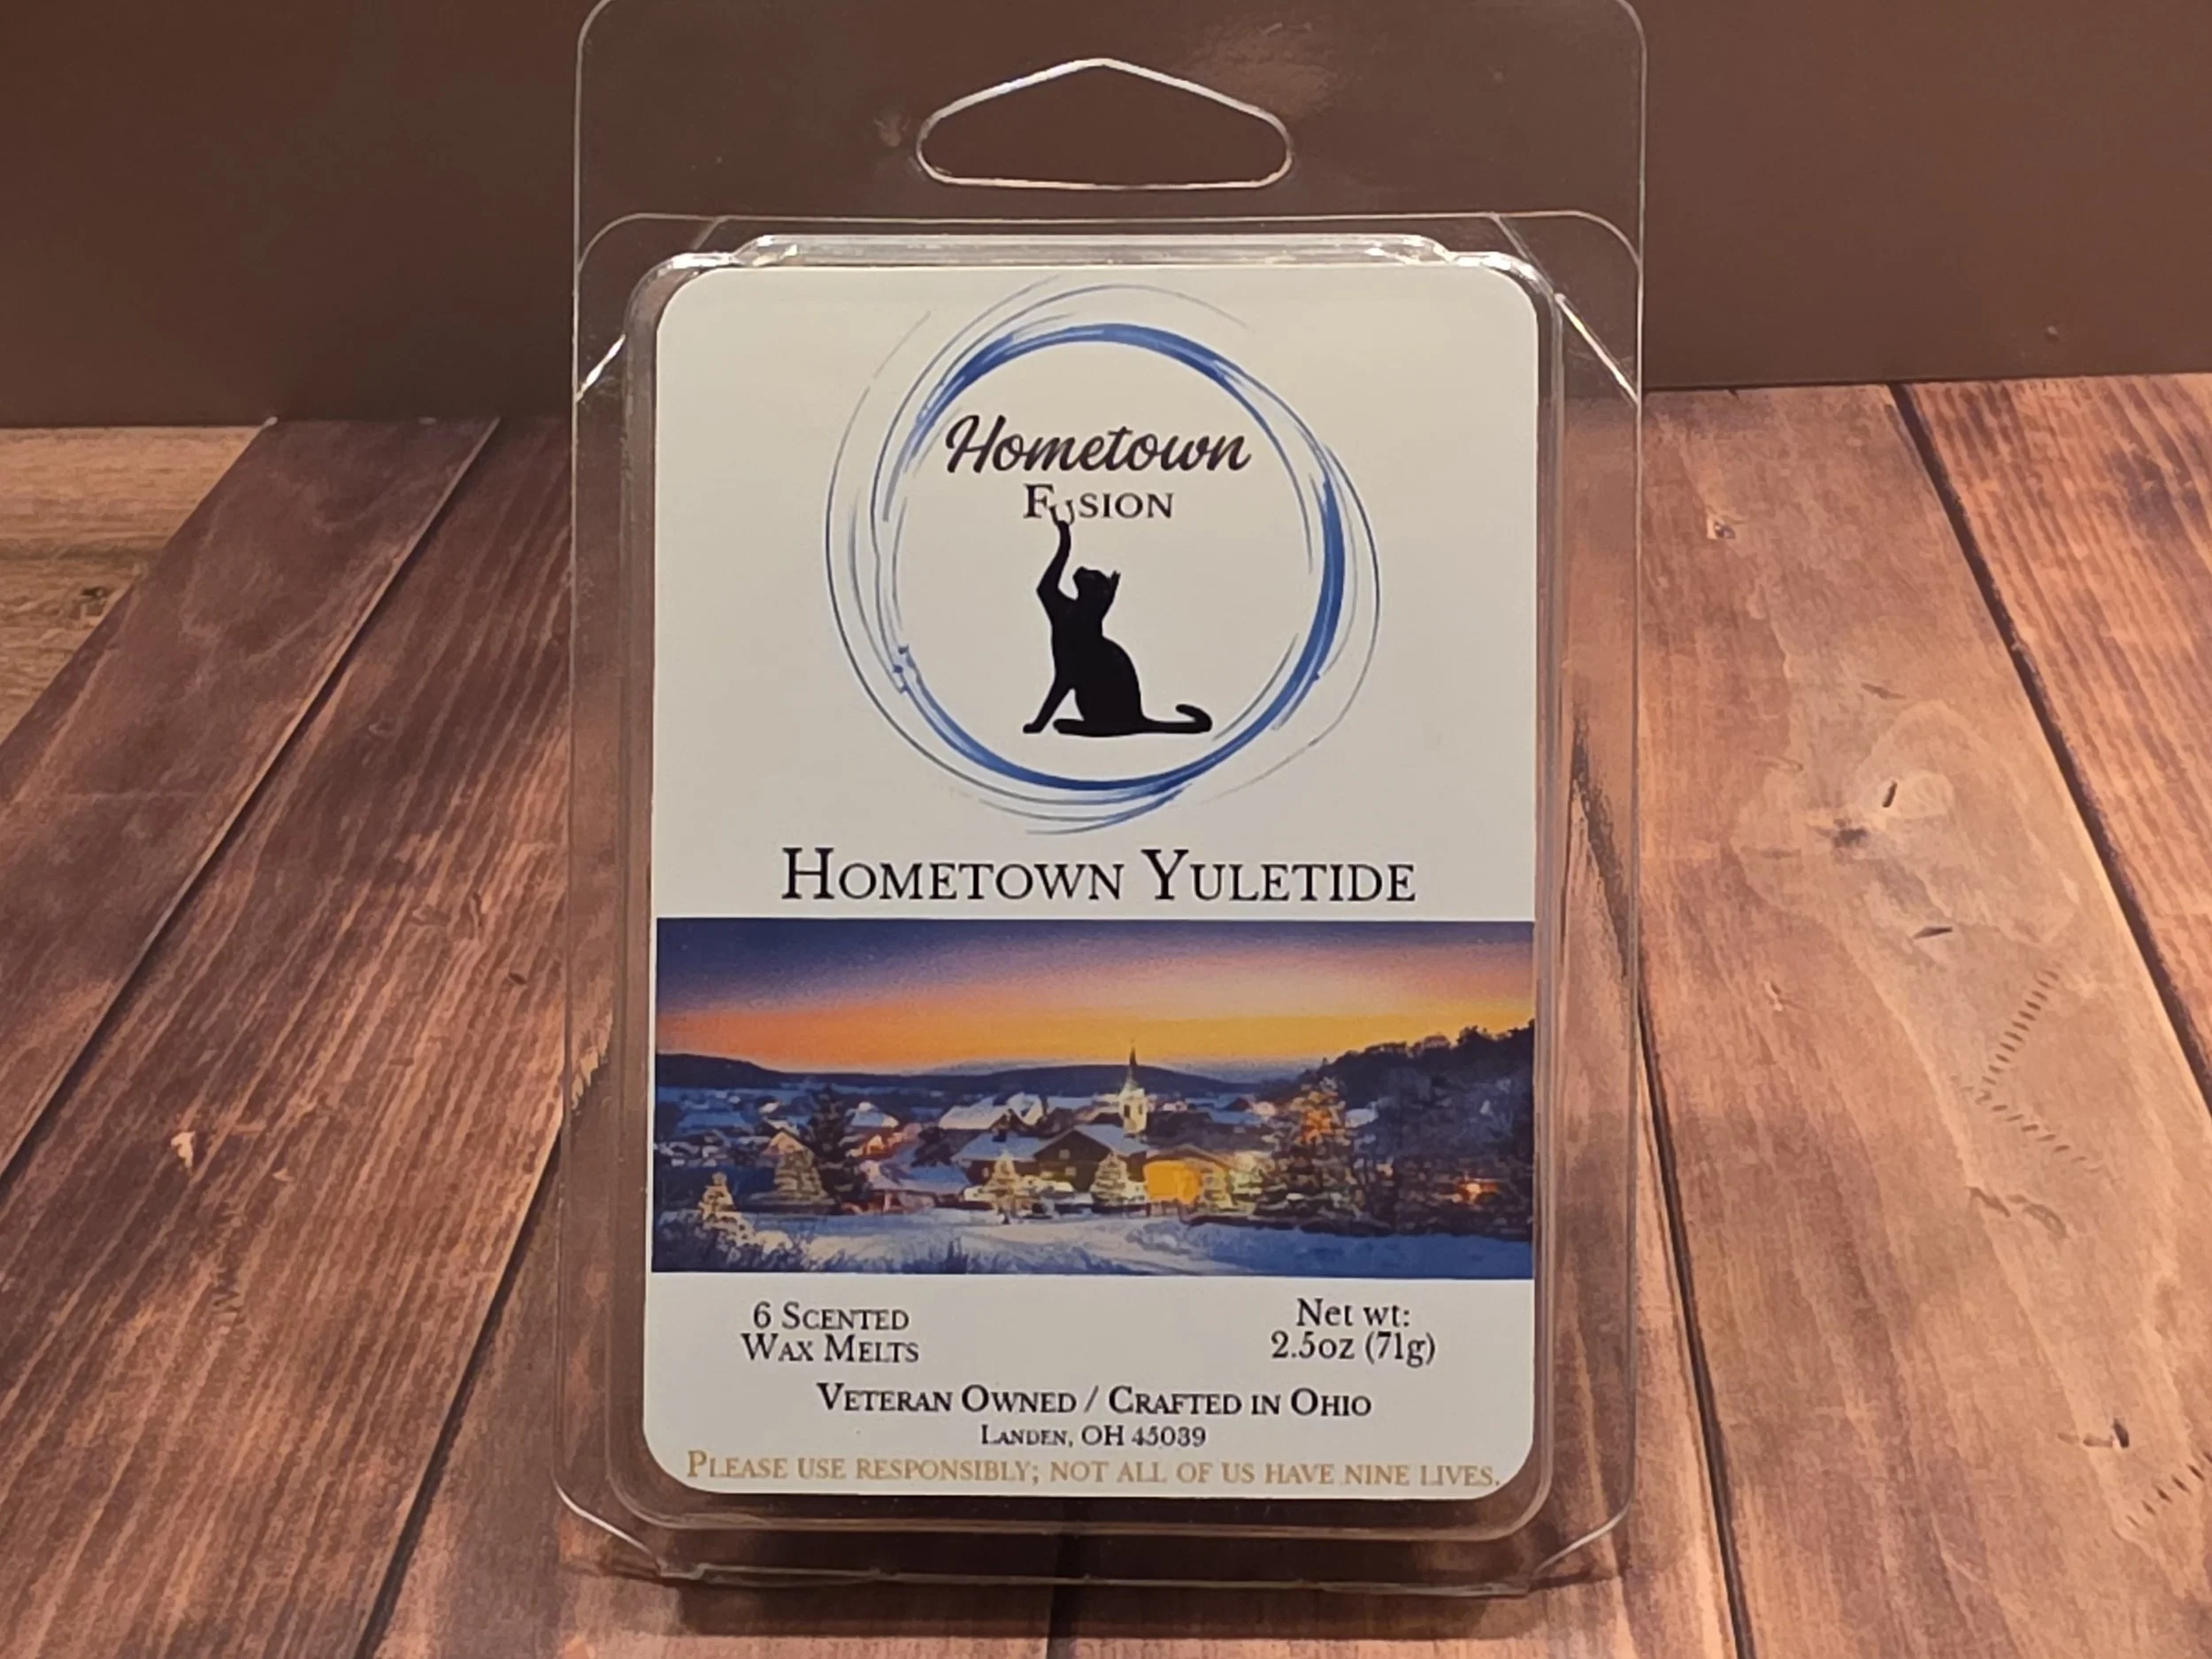 Hometown
FUSION
HOMETOWN YULETIDE
6 SCENTED
WAX MELTS
Net wt:
2.5oz (71g)
VETERAN OWNED / CRAFTED IN OHIO
LANDEN, OH 45039
PLEASE USE RESPONSIBLY; NOT ALL OF US HAVE NINE LIVES.